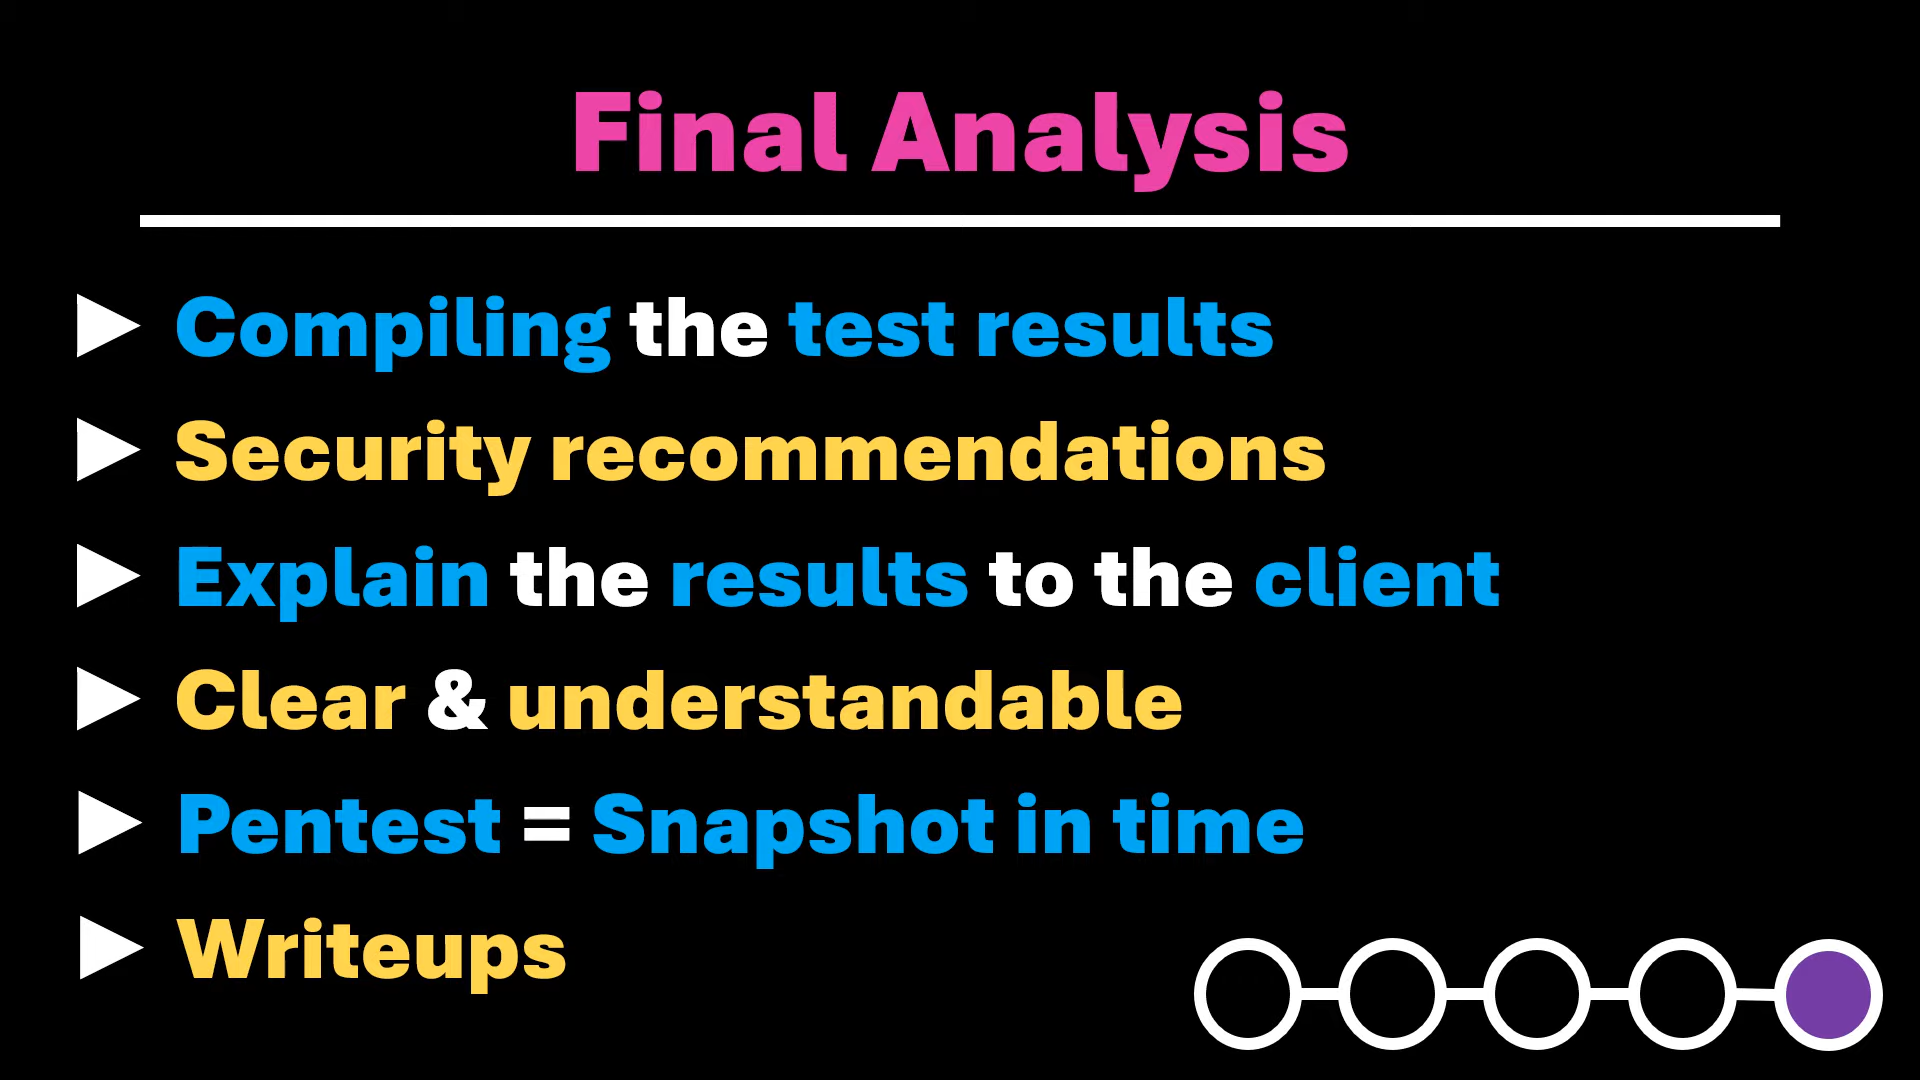 Final Analysis
Compiling the test results
Security recommendations
Explain the results to the client
Clear & understandable
Pentest = Snapshot in time
Writeups